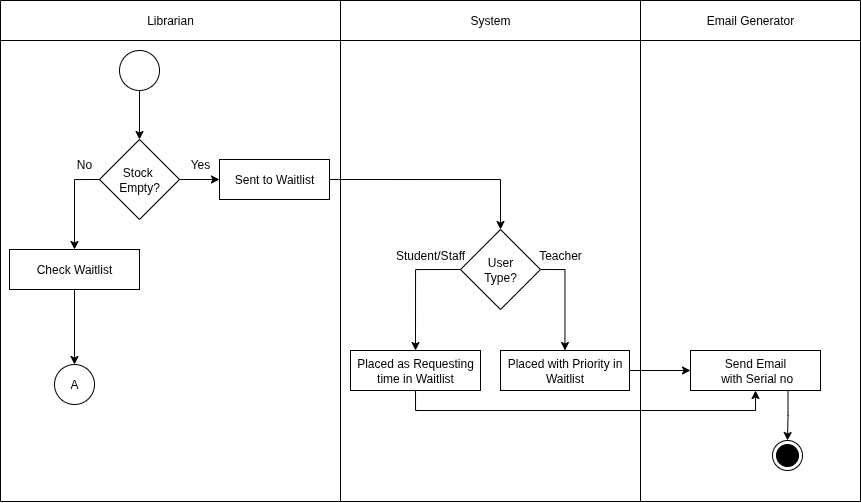 Librarian
System
Email Generator
No
Yes
Stock
Empty?
Sent to Waitlist
Student/Staff
Teacher
User
Type?
Check Waitlist
Placed as Requesting
time in Waitlist
Placed with Priority in
Waitlist
Send Email
with Serial no
A